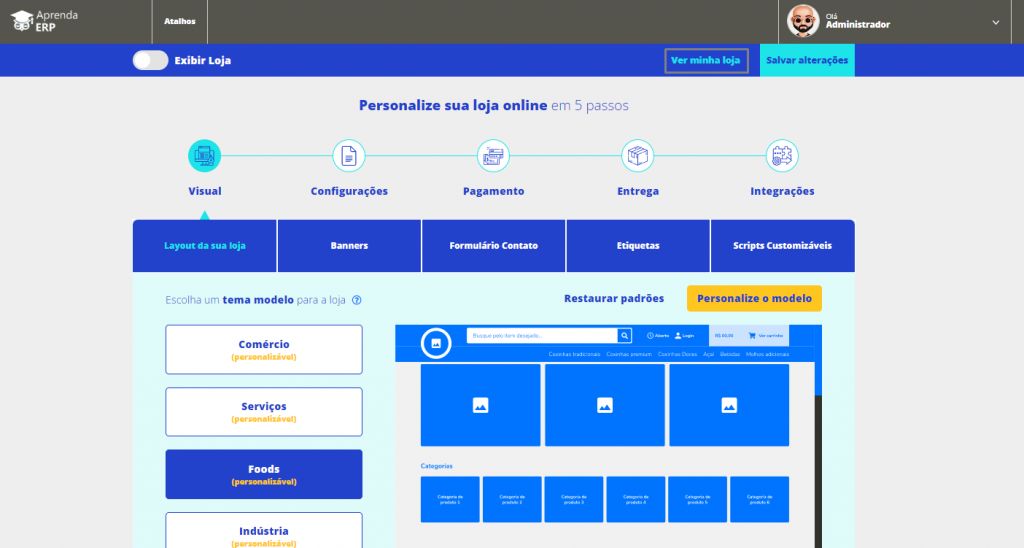 Aprenda
ERP
Atalhos
Olá
Administrador
Exibir Loja
Ver minha loja
Salvar alterações
Personalize sua loja online em 5 passos
Visual
Configurações
Pagamento
Entrega
Integrações
Layout da sua loja
Banners
Formulário Contato
Etiquetas
Scripts Customizáveis
Escolha um tema modelo para a loja ?
Restaurar padrões
Personalize o modelo
Comércio
(personalizável)
Serviços
(personalizável)
Foods
(personalizável)
Indústria
(personalizável)
Busque pelo item desejado...
Aberto
Login
R$ 00,00
Ver carrinho
Coxinhas tradicionais
Coxinhas premium
Coxinhas Doces
Açaí
Bebidas
Molhos adicionais
Categorias
Categoria de
produto 1
Categoria de
produto 2
Categoria de
produto 3
Categoria de
produto 4
Categoria de
produto 5
Categoria de
produto 6